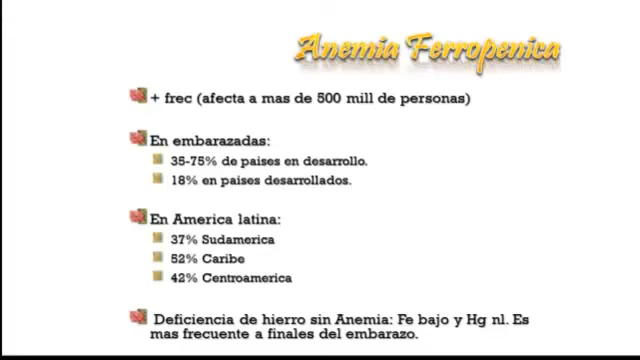 Anemia Ferropenica
+ frec (afecta a mas de 500 mill de personas)
En embarazadas:
35-75% de paises en desarrollo.
18% en paises desarrollados.
En America latina:
37% Sudamerica
52% Caribe
42% Centroamerica
Deficiencia de hierro sin Anemia: Fe bajo y Hg nl. Es
mas frecuente a finales del embarazo.